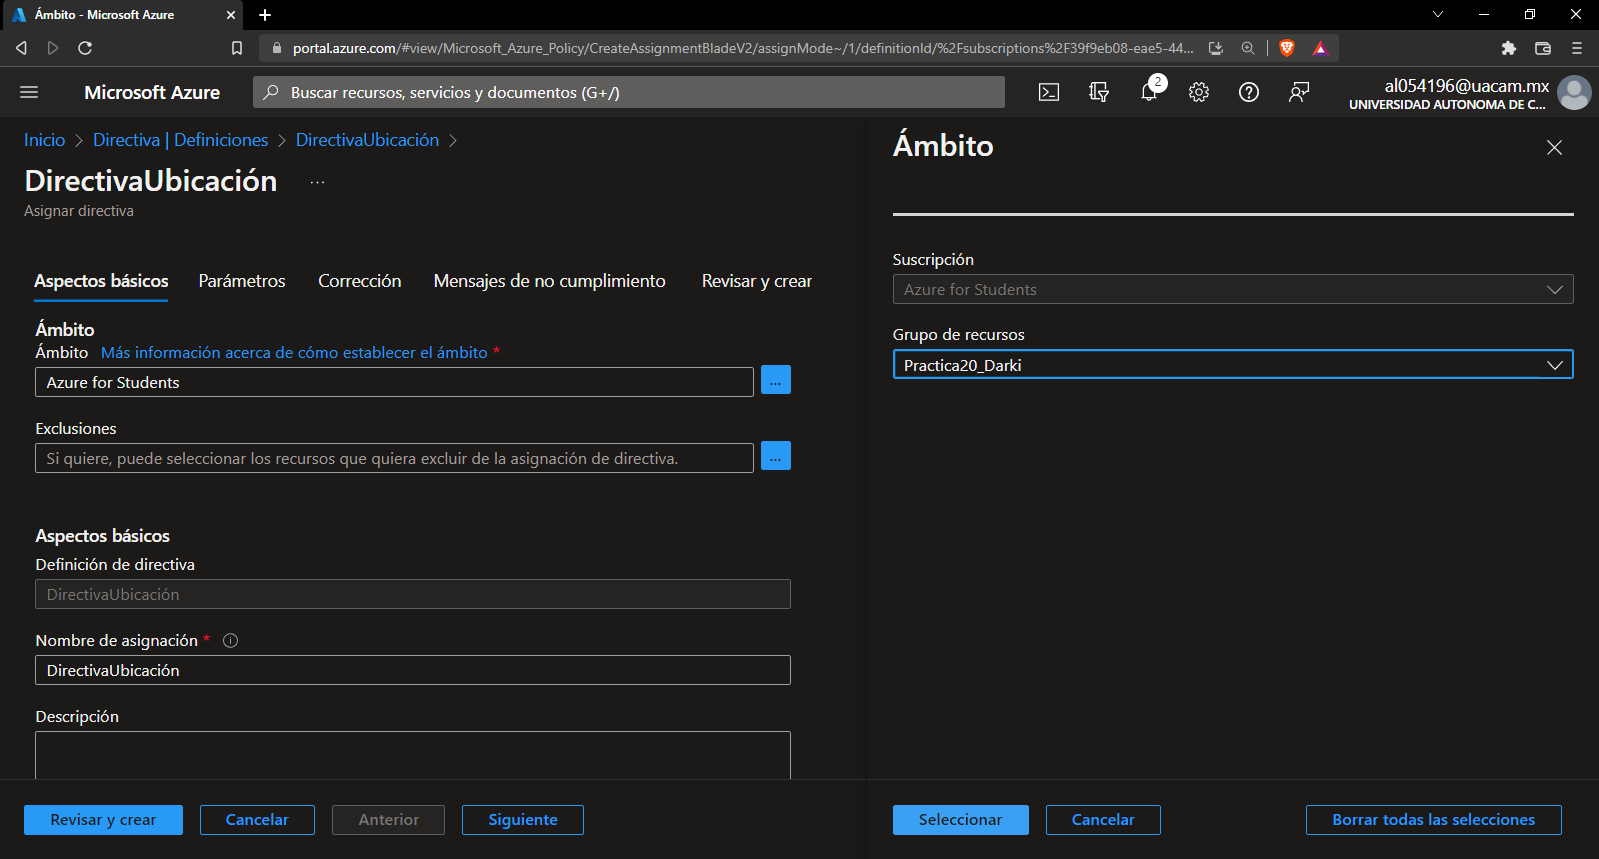 Ámbito - Microsoft Azure
portal.azure.com/#view/Microsoft_Azure_Policy/CreateAssignmentBladeV2/assignMode~/1/definitionId/%2Fsubscriptions%2F39f9eb08-eae5-44...
Microsoft Azure
Buscar recursos, servicios y documentos (G+/)
2
al054196@uacam.mx
UNIVERSIDAD AUTONOMA DE C...
Inicio > Directiva | Definiciones > DirectivaUbicación >
DirectivaUbicación ...
Asignar directiva
Aspectos básicos Parámetros Corrección Mensajes de no cumplimiento Revisar y crear
Ámbito
Ámbito Más información acerca de cómo establecer el ámbito *
Azure for Students ...
Exclusiones
Si quiere, puede seleccionar los recursos que quiera excluir de la asignación de directiva. ...
Aspectos básicos
Definición de directiva
DirectivaUbicación
Nombre de asignación *
DirectivaUbicación
Descripción
Revisar y crear Cancelar Anterior Siguiente
Ámbito
Suscripción
Azure for Students
Grupo de recursos
Practica20_Darki
Seleccionar Cancelar Borrar todas las selecciones